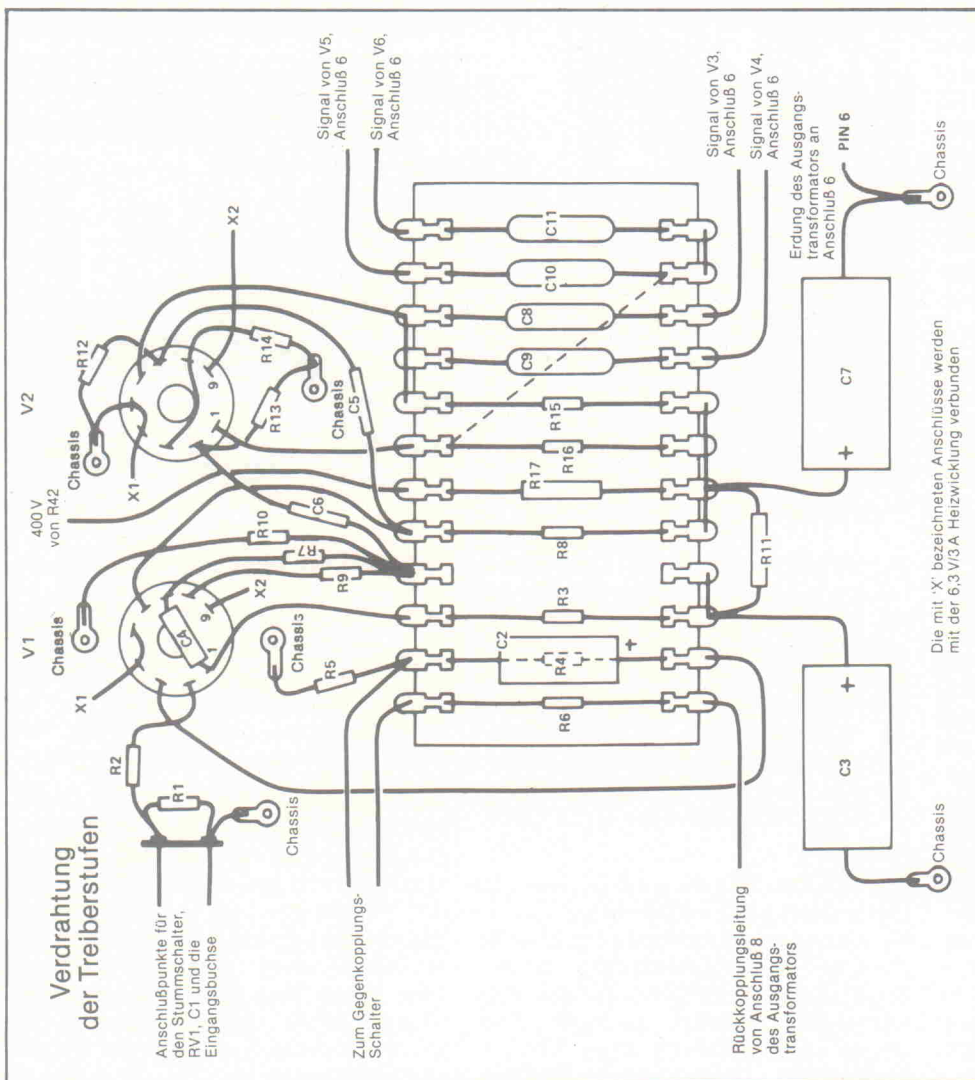 Verdrahtung
der Treiberstufen
V1
V2
400 V
von R42
Anschlußpunkte für
den Stummschalter,
RV1, C1 und die
Eingangsbuchse
R2
R1
Chassis
X1
Chassis
C4
1
9
X2
R10
R7
R9
C6
R5
Chassis
Chassis
R12
X1
1
9
X2
R14
R13
Chassis
C5
Signal von V5,
Anschluß 6
Signal von V6,
Anschluß 6
Zum Gegenkopplungs-
Schalter
R6
C2
R4
+
R3
R8
R17
R16
R15
C9
C8
C10
C11
Signal von V3,
Anschluß 6
Signal von V4,
Anschluß 6
Rückkopplungsleitung
von Anschluß 8
des Ausgangs-
transformators
R11
Erdung des Ausgangs-
transformators an
Anschluß 6
PIN 6
Chassis
C3
+
Chassis
C7
+
Die mit 'X' bezeichneten Anschlüsse werden
mit der 6,3 V/3 A Heizwicklung verbunden